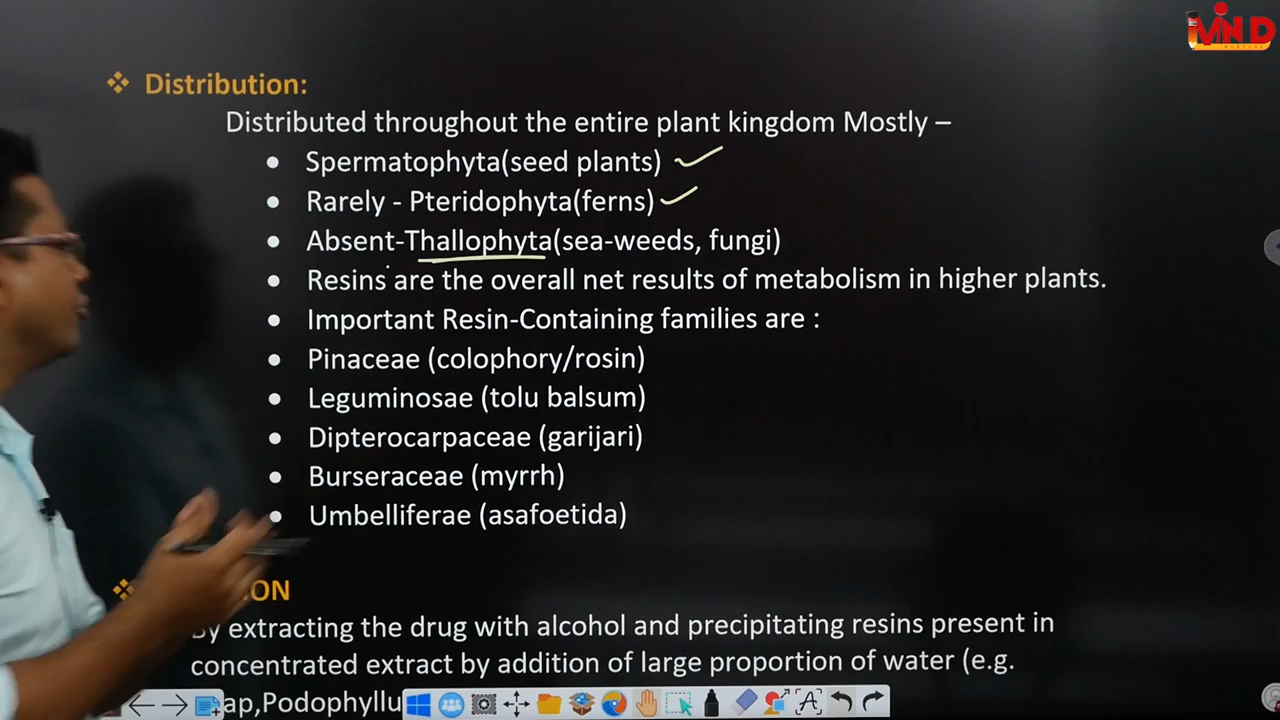 MIND
❖ Distribution:
Distributed throughout the entire plant kingdom Mostly –
• Spermatophyta(seed plants)
• Rarely - Pteridophyta(ferns)
• Absent-Thallophyta(sea-weeds, fungi)
• Resins are the overall net results of metabolism in higher plants.
• Important Resin-Containing families are :
• Pinaceae (colophory/rosin)
• Leguminosae (tolu balsum)
• Dipterocarpaceae (garijari)
• Burseraceae (myrrh)
• Umbelliferae (asafoetida)
By extracting the drug with alcohol and precipitating resins present in
concentrated extract by addition of large proportion of water (e.g.